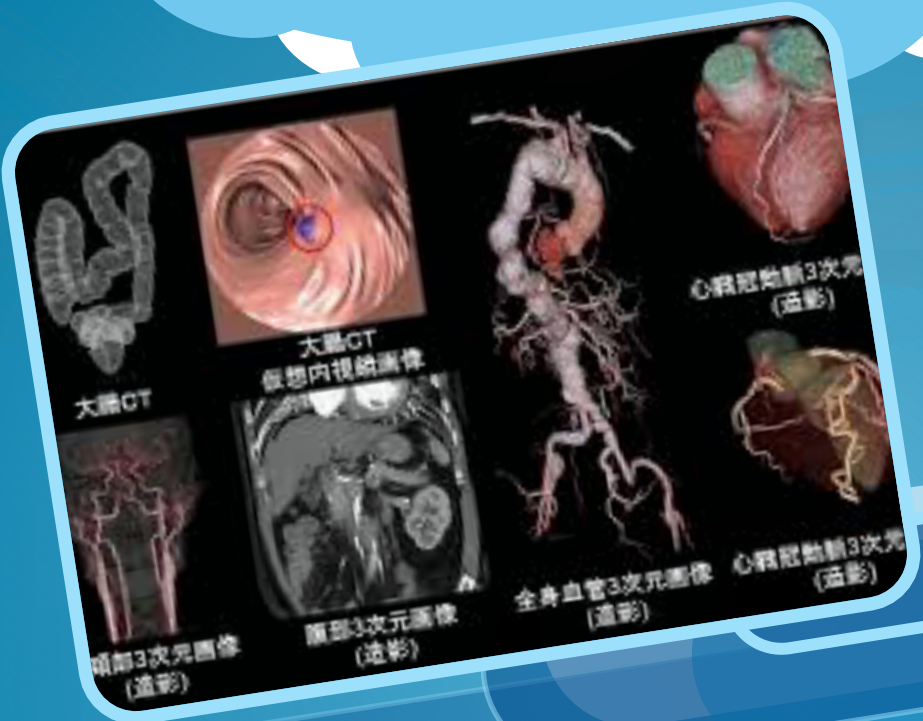 大腸CT
大腸CT
仮想内視鏡画像
心臓冠動脈3次元
(造影)
頸部3次元画像
(造影)
腹部3次元画像
(造影)
全身血管3次元画像
(造影)
心臓冠動脈3次元
(造影)